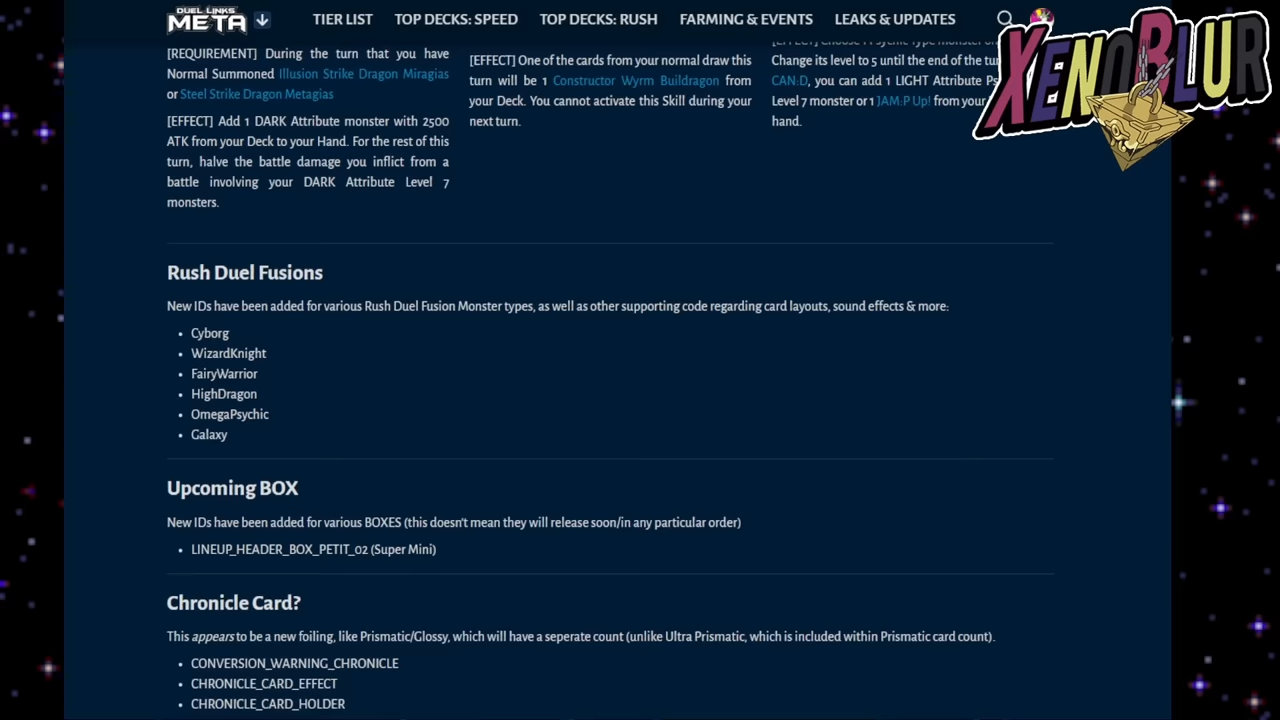 DUEL LINKS
META
TIER LIST
TOP DECKS: SPEED
TOP DECKS: RUSH
FARMING & EVENTS
LEAKS & UPDATES
XENOBLUR
[REQUIREMENT] During the turn that you have
Normal Summoned Illusion Strike Dragon Miragias
or Steel Strike Dragon Metagias
[EFFECT] Add 1 DARK Attribute monster with 2500
ATK from your Deck to your Hand. For the rest of this
turn, halve the battle damage you inflict from a
battle involving your DARK Attribute Level 7
monsters.
[EFFECT] One of the cards from your normal draw this
turn will be 1 Constructor Wyrm Buildragon from
your Deck. You cannot activate this Skill during your
next turn.
[EFFECT] Choose 1 Psychic Type monster
Change its level to 5 until the end of the
CAN:D, you can add 1 LIGHT Attribute
Level 7 monster or 1 JAM.P Up! from your
hand.
Rush Duel Fusions
New IDs have been added for various Rush Duel Fusion Monster types, as well as other supporting code regarding card layouts, sound effects & more:
• Cyborg
• WizardKnight
• FairyWarrior
• HighDragon
• OmegaPsychic
• Galaxy
Upcoming BOX
New IDs have been added for various BOXES (this doesn't mean they will release soon/in any particular order)
• LINEUP_HEADER_BOX_PETIT_02 (Super Mini)
Chronicle Card?
This appears to be a new foiling, like Prismatic/Glossy, which will have a seperate count (unlike Ultra Prismatic, which is included within Prismatic card count).
• CONVERSION_WARNING_CHRONICLE
• CHRONICLE_CARD_EFFECT
• CHRONICLE_CARD_HOLDER